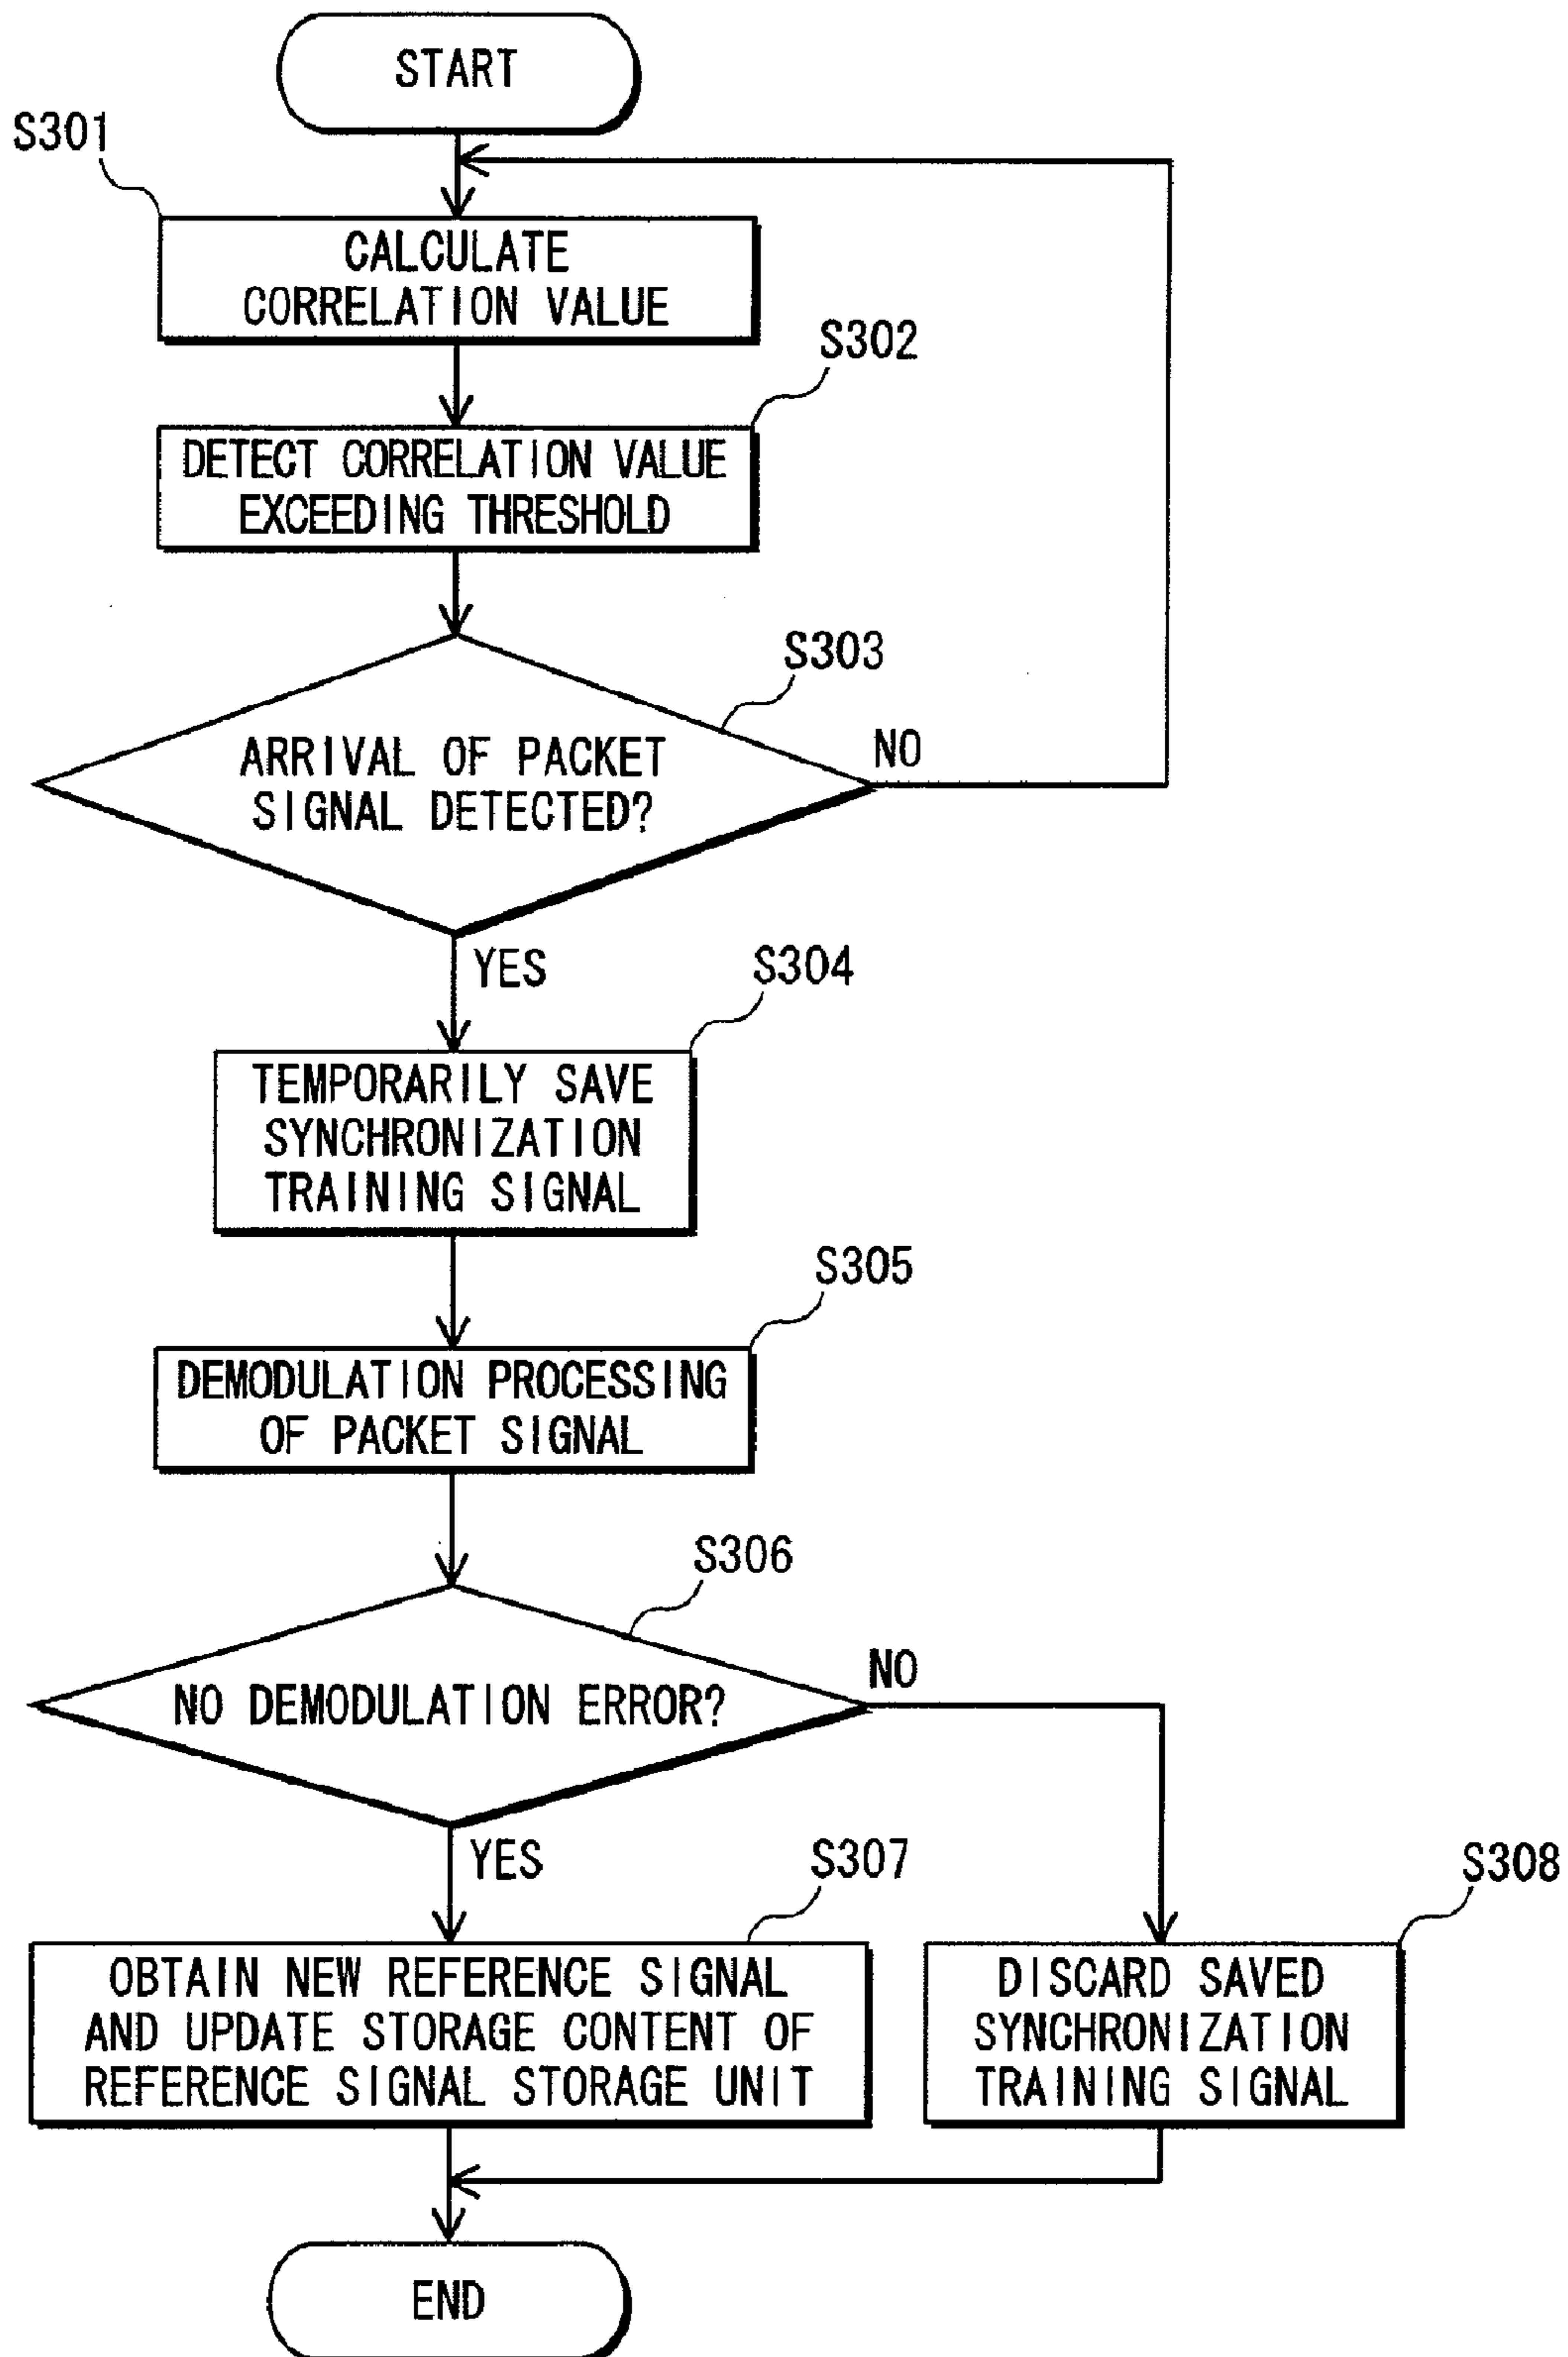 START
S301
CALCULATE
CORRELATION VALUE
S302
DETECT CORRELATION VALUE
EXCEEDING THRESHOLD
S303
ARRIVAL OF PACKET
SIGNAL DETECTED?
NO
YES
S304
TEMPORARILY SAVE
SYNCHRONIZATION
TRAINING SIGNAL
S305
DEMODULATION PROCESSING
OF PACKET SIGNAL
S306
NO DEMODULATION ERROR?
NO
YES
S307
OBTAIN NEW REFERENCE SIGNAL
AND UPDATE STORAGE CONTENT OF
REFERENCE SIGNAL STORAGE UNIT
S308
DISCARD SAVED
SYNCHRONIZATION
TRAINING SIGNAL
END